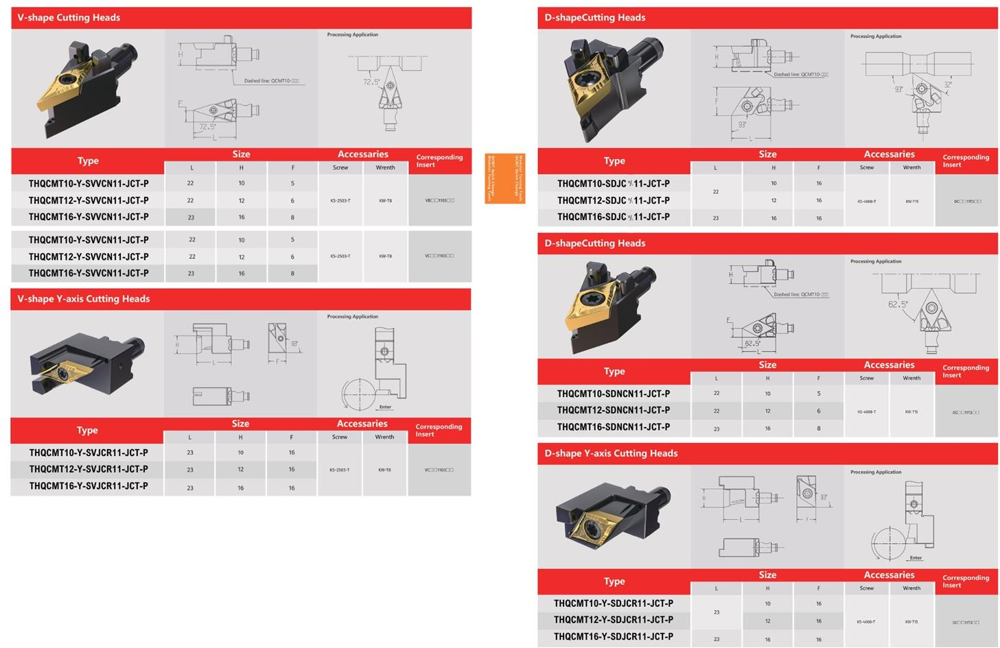 V-shape Cutting Heads
Processing Application
H
Dashed line: QCMT10-□□□
72.5°
F
72.5°
L
Type
Size
Accessaries
Corresponding
Insert
L H F Screw Wrenth
THQCMT10-Y-SVVCN11-JCT-P 22 10 5
THQCMT12-Y-SVVCN11-JCT-P 22 12 6 KS-2503-T KW-T8 VB□□1103□□
THQCMT16-Y-SVVCN11-JCT-P 23 16 8
THQCMT10-Y-SVVCN11-JCT-P 22 10 5
THQCMT12-Y-SVVCN11-JCT-P 22 12 6 KS-2503-T KW-T8 VC□□1103□□
THQCMT16-Y-SVVCN11-JCT-P 23 16 8
V-shape Y-axis Cutting Heads
Processing Application
H
L
F
93°
Enter
Type
Size
Accessaries
Corresponding
Insert
L H F Screw Wrenth
THQCMT10-Y-SVJCR11-JCT-P 23 10 16
THQCMT12-Y-SVJCR11-JCT-P 23 12 16 KS-2503-T KW-T8 VC□□1103□□
THQCMT16-Y-SVJCR11-JCT-P 23 16 16
QCMT Quick Change
Modular Turning Tools
Modular Turning Tools
QCMT Quick Change
D-shapeCutting Heads
Processing Application
H
Dashed line: QCMT10-□□□
93°
32°
F
93°
L
Type
Size
Accessaries
Corresponding
Insert
L H F Screw Wrenth
THQCMT10-SDJC R/L 11-JCT-P 22 10 16
THQCMT12-SDJC R/L 11-JCT-P 12 16 KS-4008-T KW-T15 DC□□11T3□□
THQCMT16-SDJC R/L 11-JCT-P 23 16 16
D-shapeCutting Heads
Processing Application
H
Dashed line: QCMT10-□□□
62.5°
F
62.5°
L
Type
Size
Accessaries
Corresponding
Insert
L H F Screw Wrenth
THQCMT10-SDNCN11-JCT-P 22 10 5
THQCMT12-SDNCN11-JCT-P 22 12 6 KS-4008-T KW-T15 DC□□11T3□□
THQCMT16-SDNCN11-JCT-P 23 16 8
D-shape Y-axis Cutting Heads
Processing Application
H
L
F
93°
Enter
Type
Size
Accessaries
Corresponding
Insert
L H F Screw Wrenth
THQCMT10-Y-SDJCR11-JCT-P 23 10 16
THQCMT12-Y-SDJCR11-JCT-P 12 16 KS-4008-T KW-T15 DC□□11T3□□
THQCMT16-Y-SDJCR11-JCT-P 23 16 16